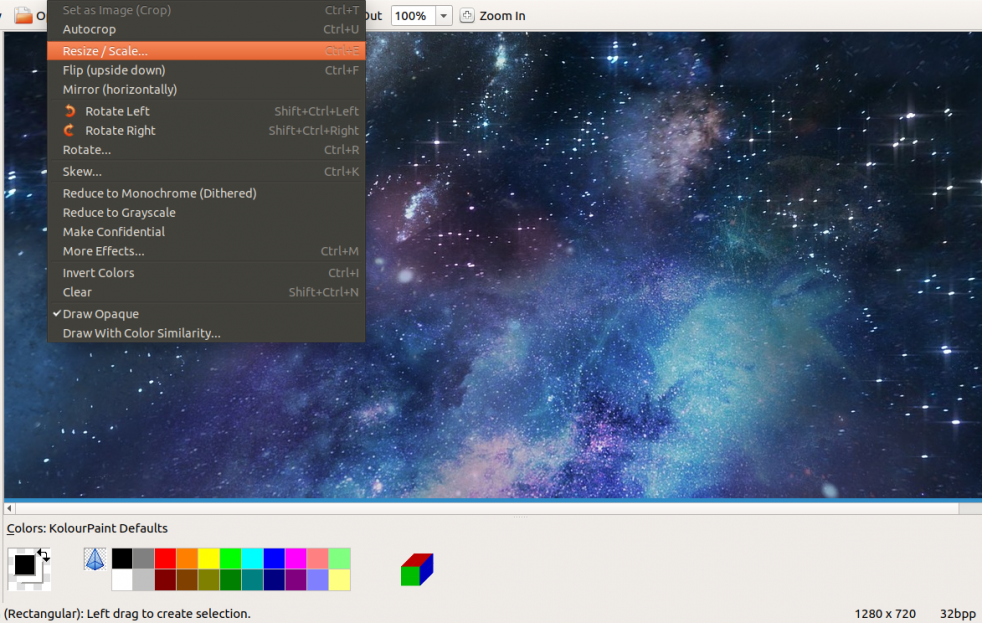 Set as Image (Crop) Ctrl+T
100% Zoom In
Autocrop Ctrl+U
Resize / Scale... Ctrl+E
Flip (upside down) Ctrl+F
Mirror (horizontally)
Rotate Left Shift+Ctrl+Left
Rotate Right Shift+Ctrl+Right
Rotate... Ctrl+R
Skew... Ctrl+K
Reduce to Monochrome (Dithered)
Reduce to Grayscale
Make Confidential
More Effects... Ctrl+M
Invert Colors Ctrl+I
Clear Shift+Ctrl+N
Draw Opaque
Draw With Color Similarity...
Colors: KolourPaint Defaults
(Rectangular): Left drag to create selection. 1280 x 720 32bpp